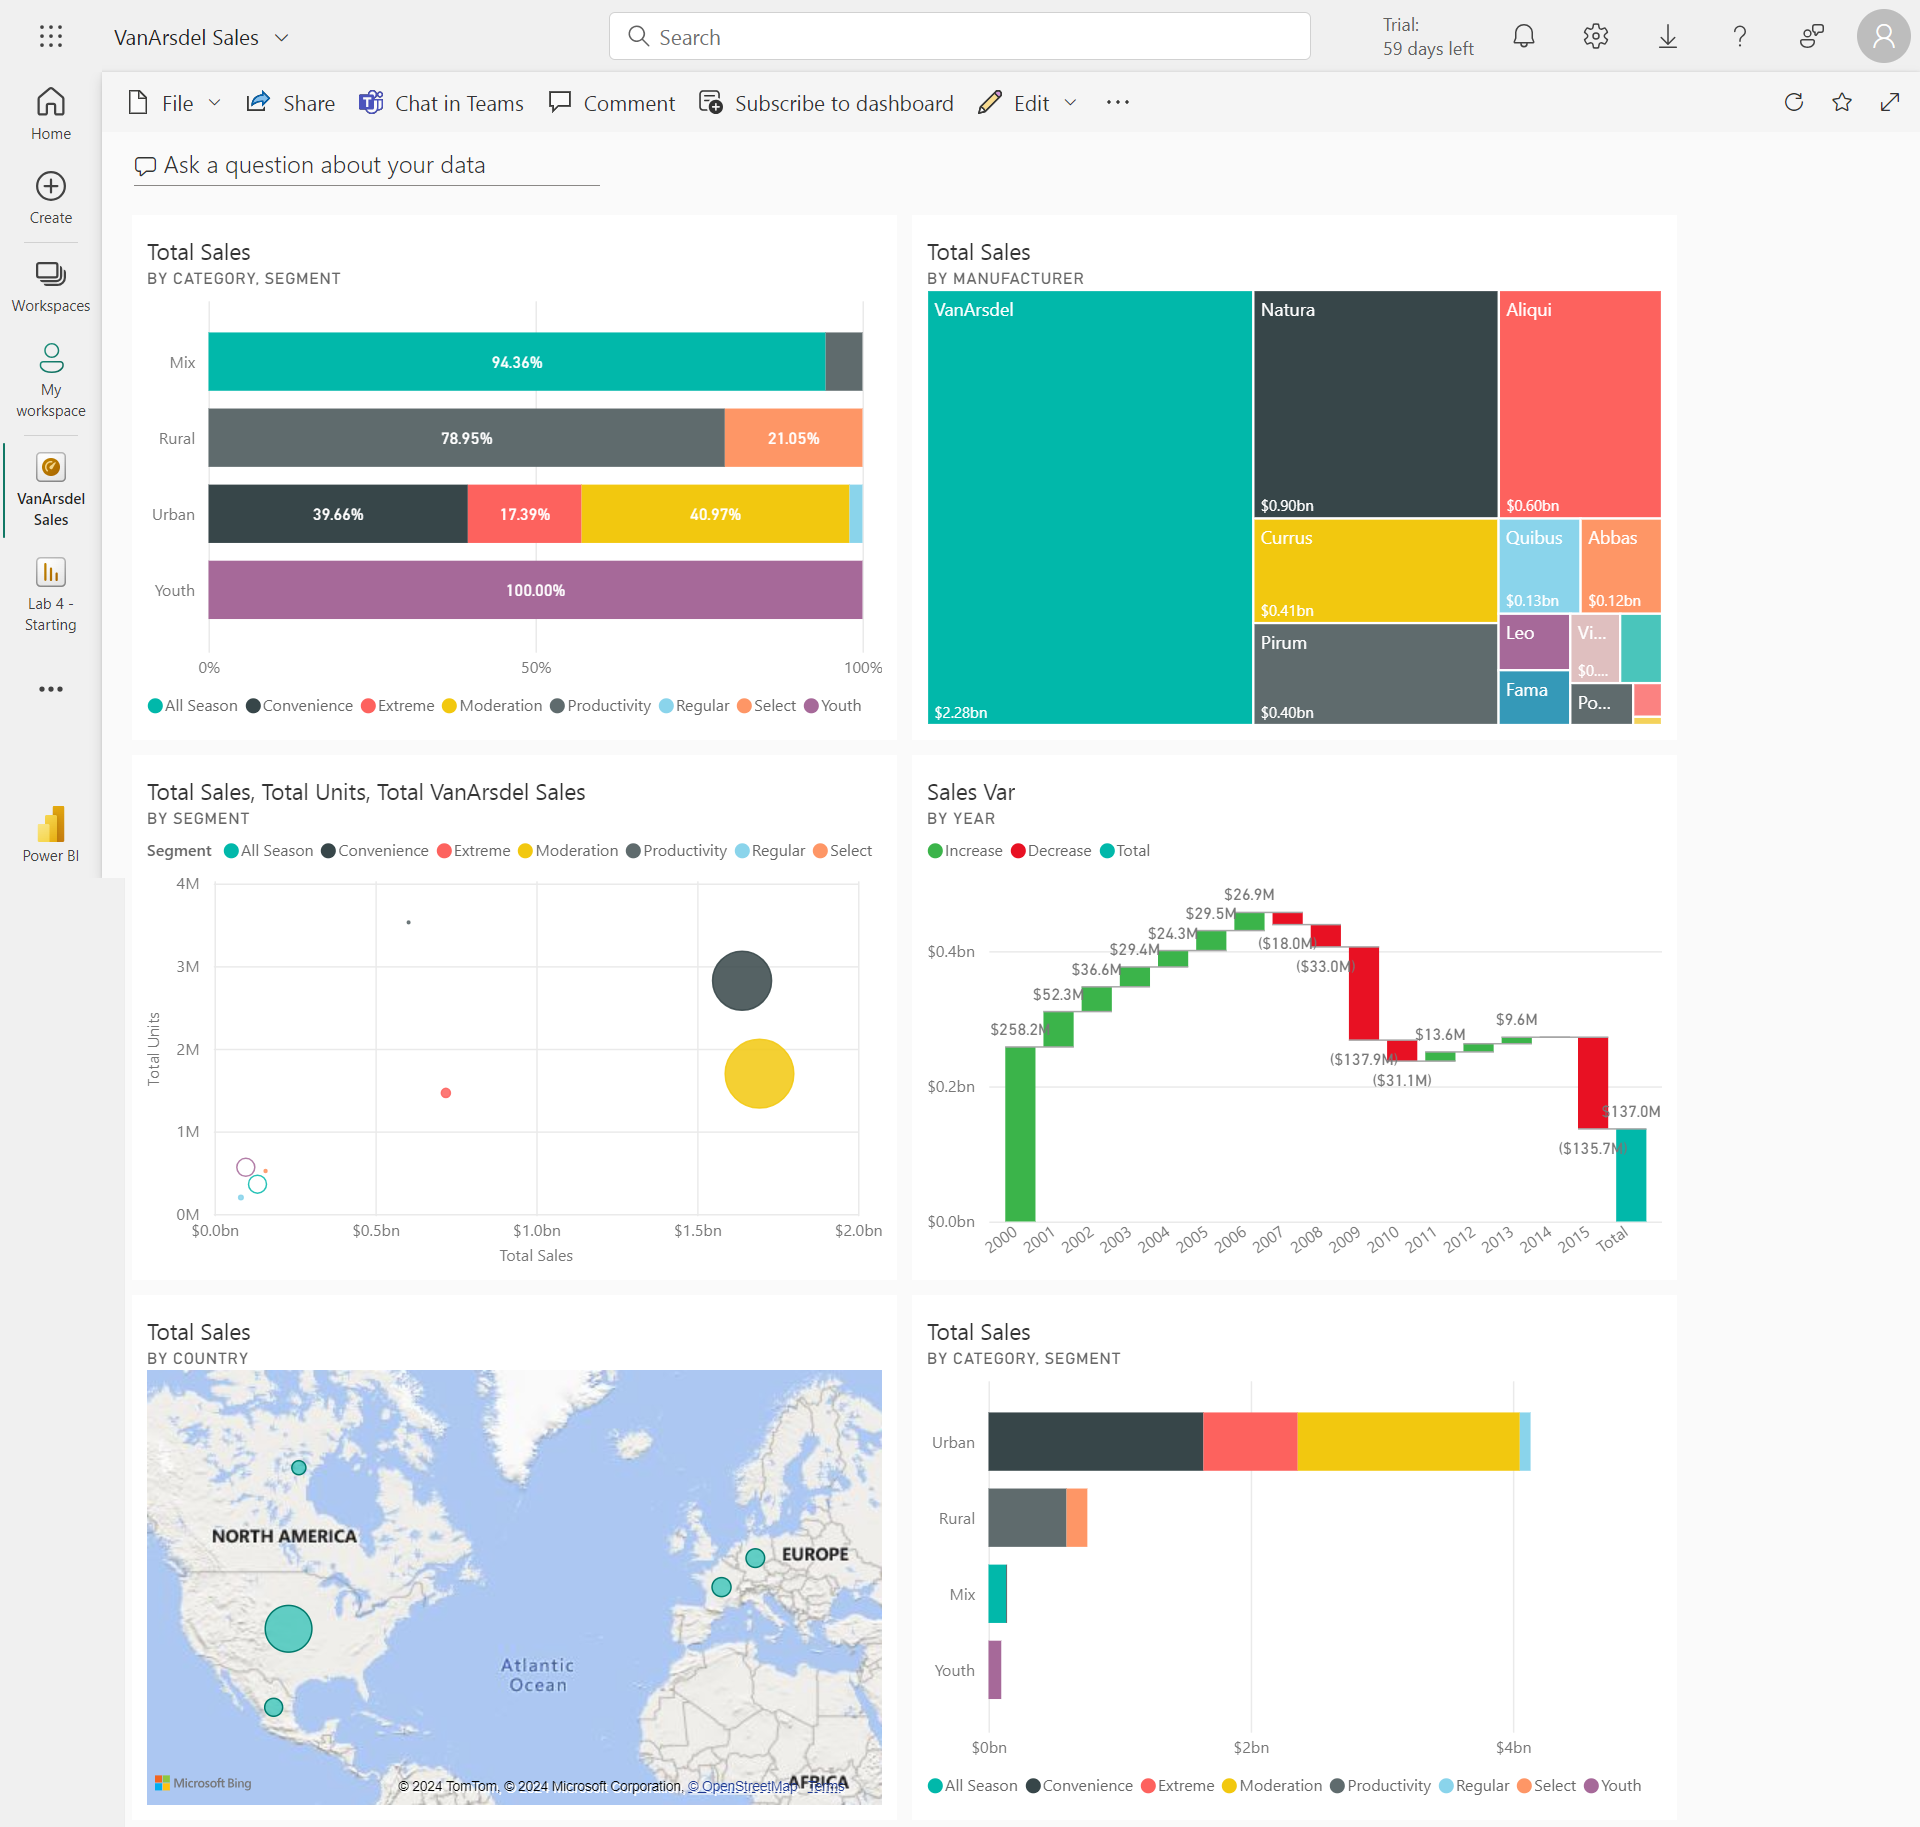 VanArsdel Sales
Search
Trial:
59 days left
Home
Create
Workspaces
My
workspace
VanArsdel
Sales
Lab 4 -
Starting
Power BI
File
Share
Chat in Teams
Comment
Subscribe to dashboard
Edit
Ask a question about your data
Total Sales
BY CATEGORY, SEGMENT
Mix
94.36%
Rural
78.95%
21.05%
Urban
39.66%
17.39%
40.97%
Youth
100.00%
0%
50%
100%
All Season Convenience Extreme Moderation Productivity Regular Select Youth
Total Sales
BY MANUFACTURER
VanArsdel
$2.28bn
Natura
$0.90bn
Aliqui
$0.60bn
Currus
$0.41bn
Quibus
$0.13bn
Abbas
$0.12bn
Pirum
$0.40bn
Leo
Vi...
$0....
Fama
Po...
Total Sales, Total Units, Total VanArsdel Sales
BY SEGMENT
Segment All Season Convenience Extreme Moderation Productivity Regular Select
Total Units
4M
3M
2M
1M
0M
$0.0bn
$0.5bn
$1.0bn
$1.5bn
$2.0bn
Total Sales
Sales Var
BY YEAR
Increase Decrease Total
$0.4bn
$0.2bn
$0.0bn
$258.2M
$52.3M
$36.6M
$29.4M
$24.3M
$29.5M
$26.9M
($18.0M)
($33.0M)
($137.9M)
($31.1M)
$13.6M
$9.6M
($135.7M)
$137.0M
2000
2001
2002
2003
2004
2005
2006
2007
2008
2009
2010
2011
2012
2013
2014
2015
Total
Total Sales
BY COUNTRY
NORTH AMERICA
EUROPE
Atlantic
Ocean
AFRICA
Microsoft Bing
© 2024 TomTom, © 2024 Microsoft Corporation, © OpenStreetMap Terms
Total Sales
BY CATEGORY, SEGMENT
Urban
Rural
Mix
Youth
$0bn
$2bn
$4bn
All Season Convenience Extreme Moderation Productivity Regular Select Youth